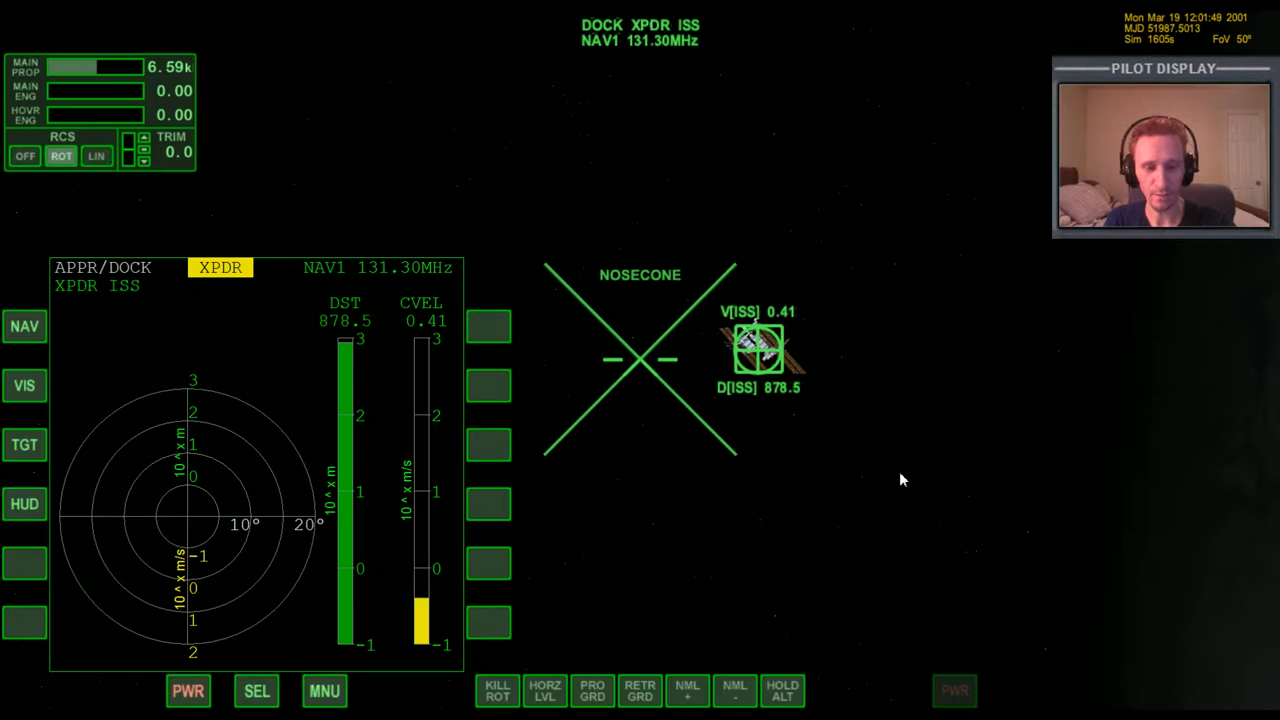 DOCK XPDR ISS
NAV1 131.30MHz
Mon Mar 19 12:01:49 2001
MJD 51987.5013
Sim 1605s FoV 50°
PILOT DISPLAY
MAIN PROP 6.59k
MAIN ENG 0.00
HOVR ENG 0.00
RCS TRIM
OFF ROT LIN 0.0
APPR/DOCK XPDR NAV1 131.30MHz
XPDR ISS
DST CVEL
878.5 0.41
NAV
VIS
TGT
HUD
3
2
1
0
10^x m
10° 20°
-1
0
1
2
10^x m/s
3
2
1
0
-1
10^x m
3
2
1
0
-1
10^x m/s
NOSECONE
V[ISS] 0.41
D[ISS] 878.5
PWR SEL MNU
KILL ROT
HORZ LVL
PRO GRD
RETR GRD
NML +
NML -
HOLD ALT
PWR